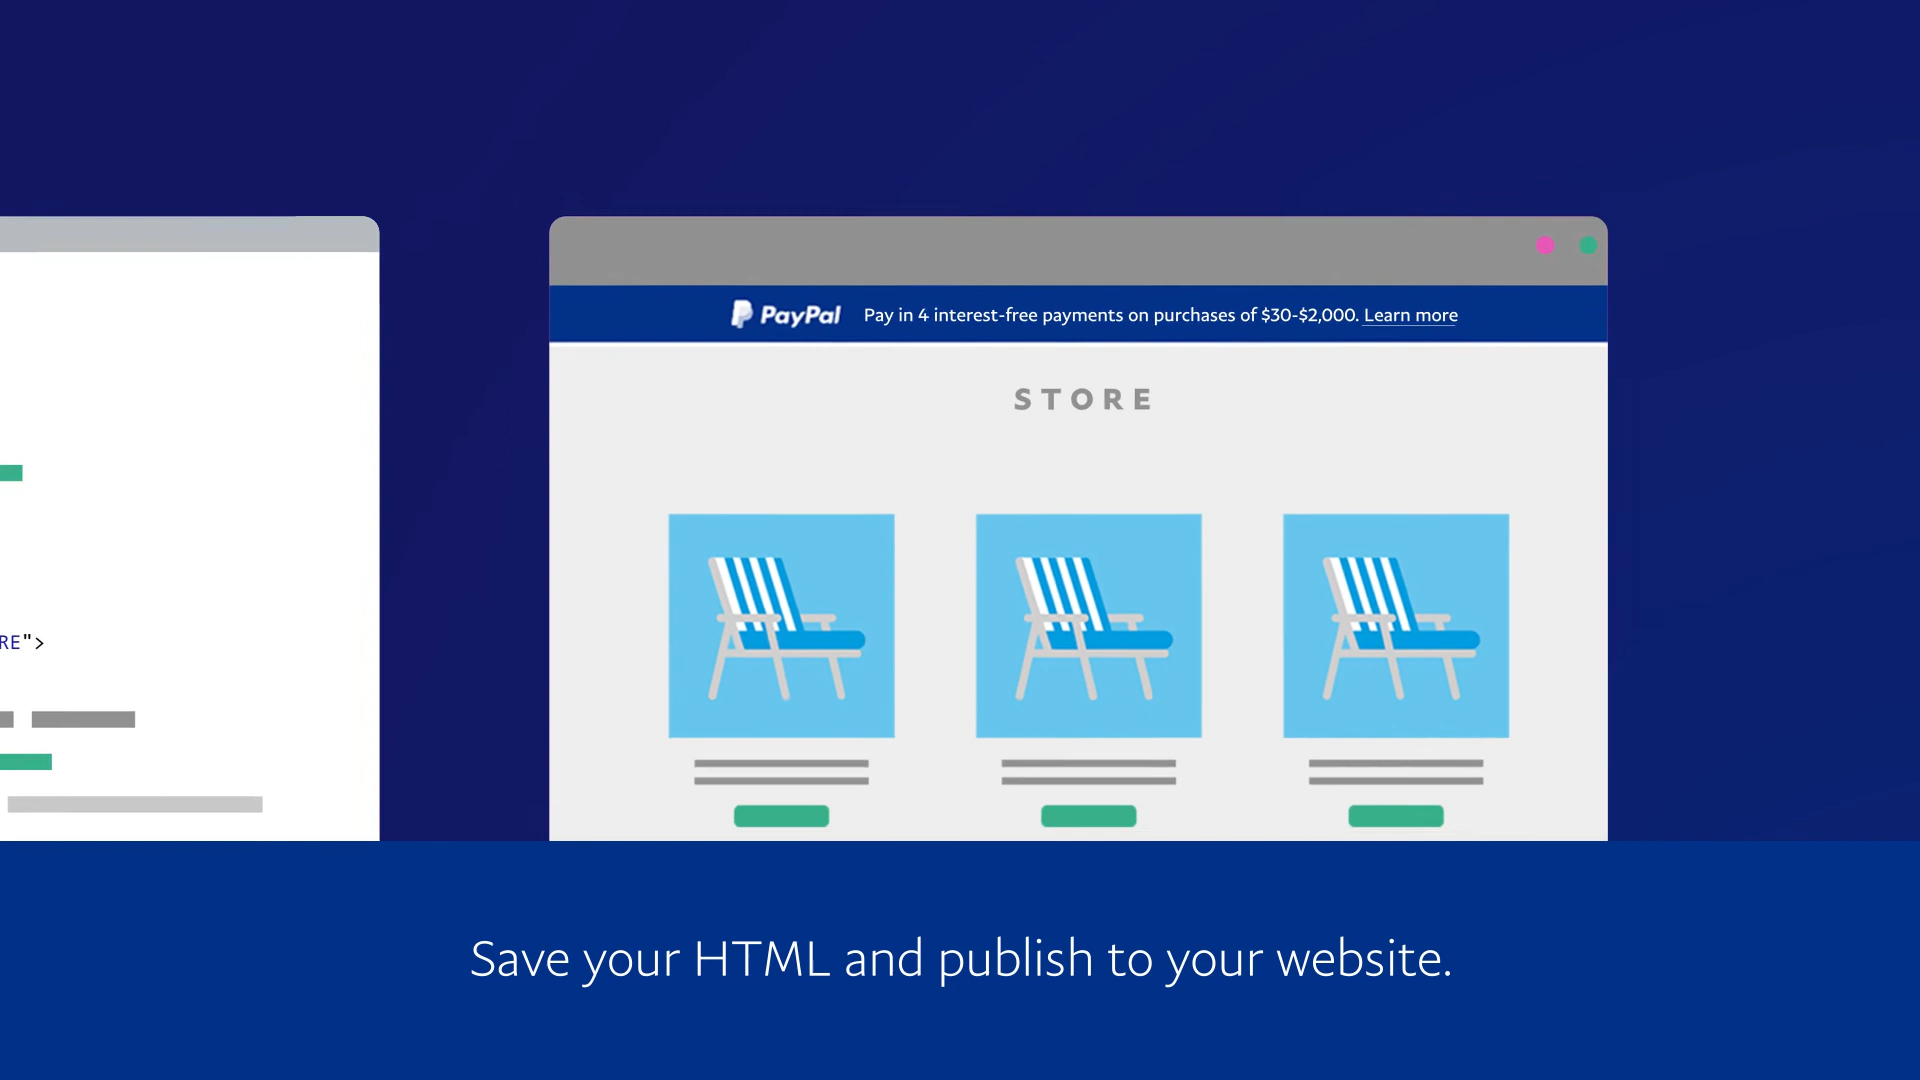 PayPal Pay in 4 interest-free payments on purchases of $30-$2,000. Learn more
STORE
RE">
Save your HTML and publish to your website.